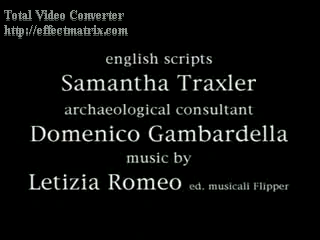 Total Video Converter
http://effectmatrix.com
english scripts
Samantha Traxler
archaeological consultant
Domenico Gambardella
music by
Letizia Romeo ed. musicali Flipper